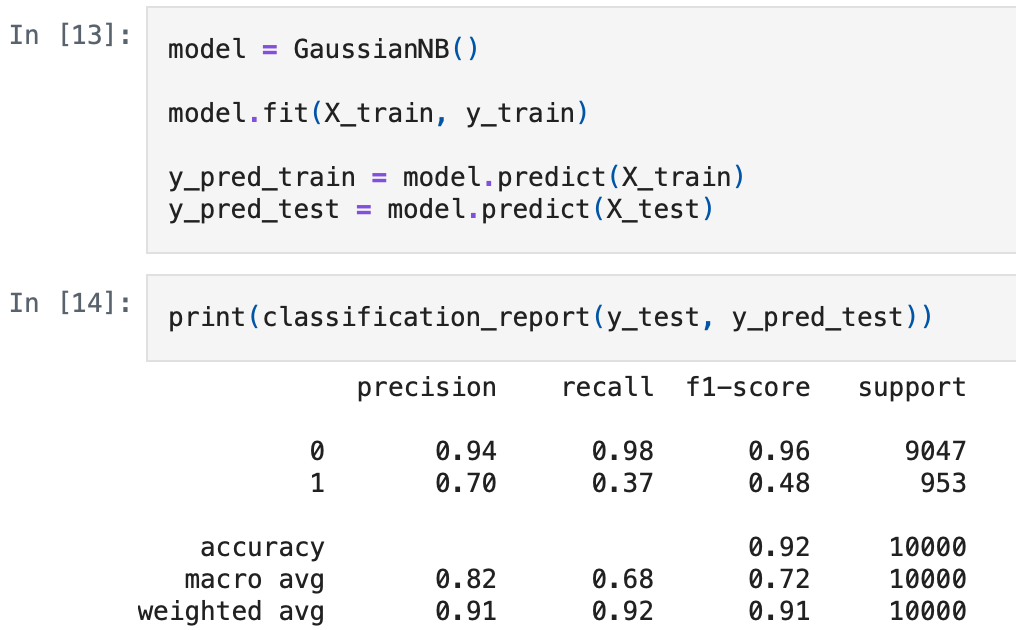 In [13]:
model = GaussianNB()
model.fit(X_train, y_train)
y_pred_train = model.predict(X_train)
y_pred_test = model.predict(X_test)
In [14]:
print(classification_report(y_test, y_pred_test))
precision recall f1-score support
0 0.94 0.98 0.96 9047
1 0.70 0.37 0.48 953
accuracy 0.92 10000
macro avg 0.82 0.68 0.72 10000
weighted avg 0.91 0.92 0.91 10000